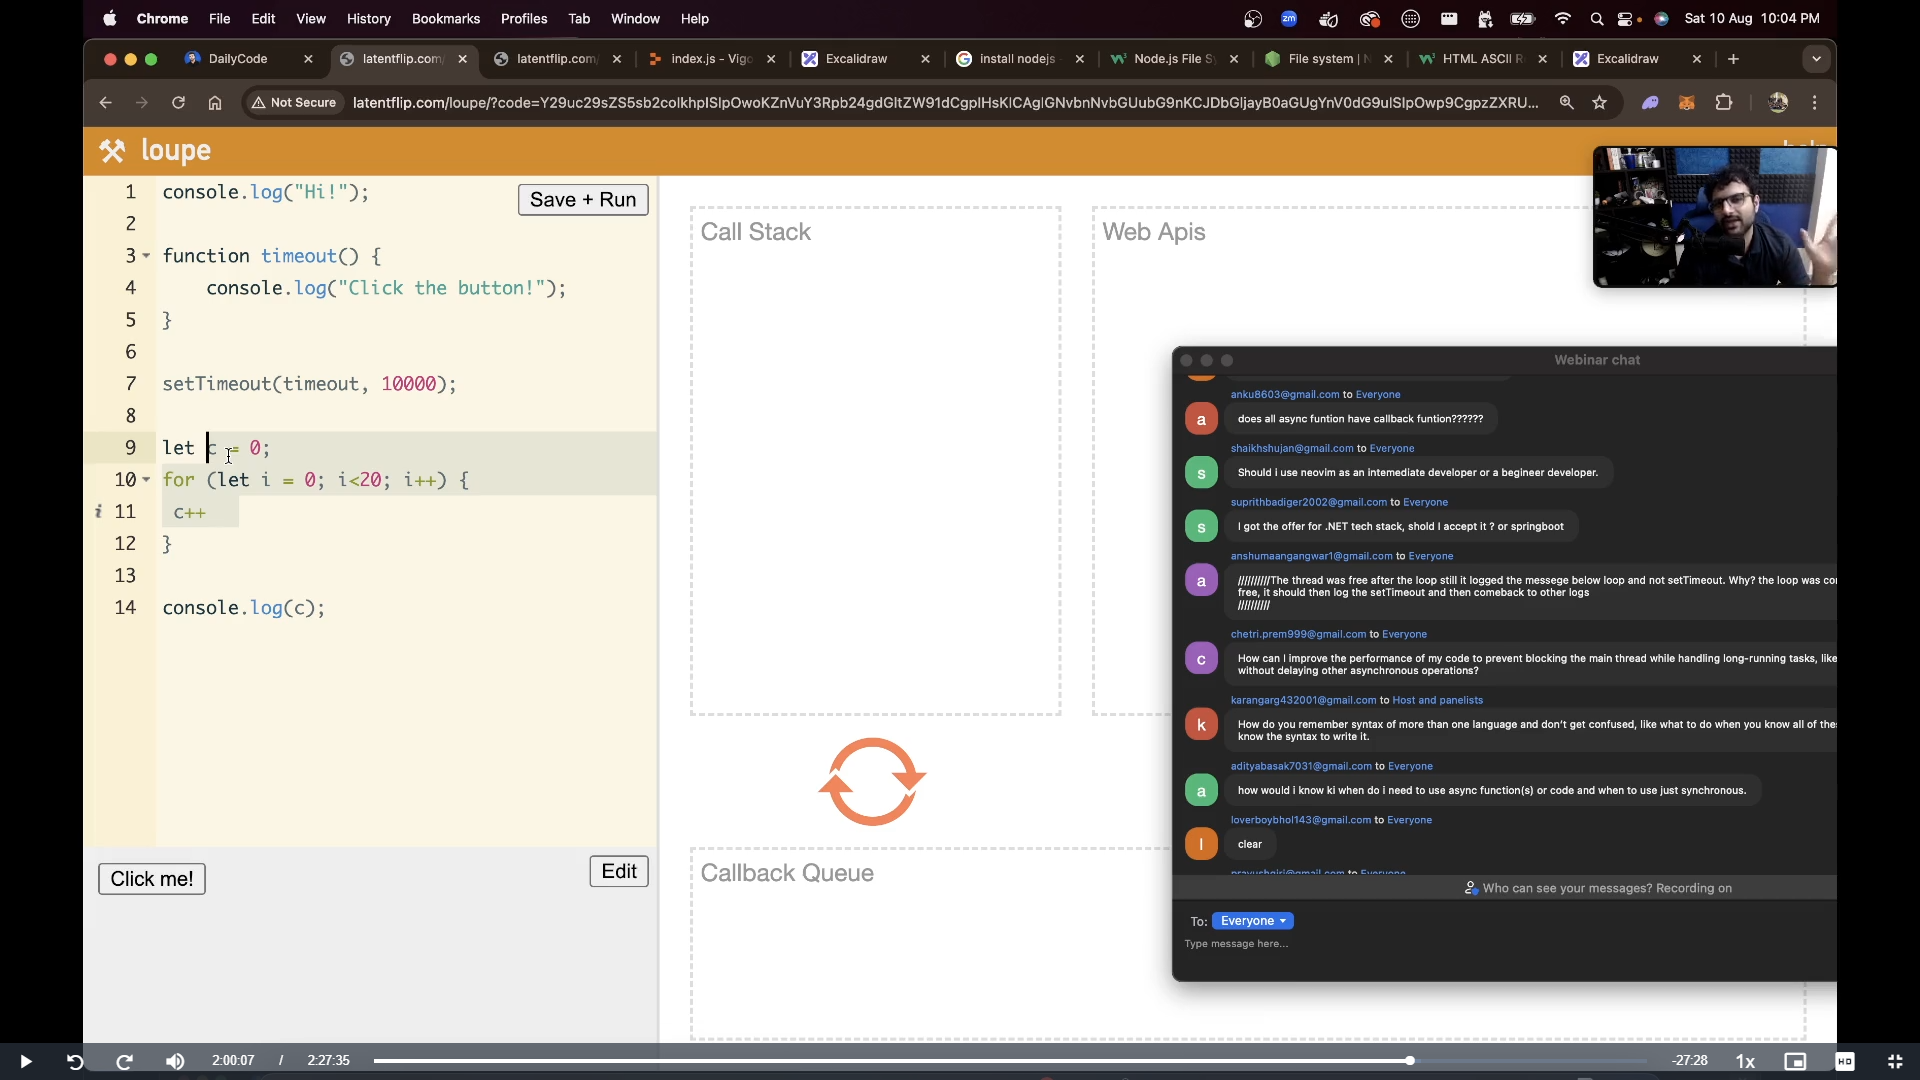 Chrome File Edit View History Bookmarks Profiles Tab Window Help
zm
Sat 10 Aug 10:04 PM
DailyCode
latentflip.com/
latentflip.com/
index.js - Vigo
Excalidraw
install nodejs
Node.js File S
File system | N
HTML ASCII R
Excalidraw
Not Secure
loupe
1 console.log("Hi!");
Save + Run
2
3 function timeout() {
4 console.log("Click the button!");
5 }
6
7 setTimeout(timeout, 10000);
8
9 let c = 0;
10 for (let i = 0; i<20; i++) {
i 11 c++
12 }
13
14 console.log(c);
Click me!
Edit
Call Stack
Web Apis
Callback Queue
Webinar chat
anku8603@gmail.com to Everyone
a
does all async funtion have callback funtion??????
shaikhshujan@gmail.com to Everyone
s
Should i use neovim as an intemediate developer or a begineer developer.
suprithbadiger2002@gmail.com to Everyone
s
I got the offer for .NET tech stack, shold I accept it ? or springboot
anshumaangangwar1@gmail.com to Everyone
a
//////////The thread was free after the loop still it logged the messege below loop and not setTimeout. Why? the loop was co
free, it should then log the setTimeout and then comeback to other logs
//////////
chetri.prem999@gmail.com to Everyone
c
How can I improve the performance of my code to prevent blocking the main thread while handling long-running tasks, like
without delaying other asynchronous operations?
karangarg432001@gmail.com to Host and panelists
k
How do you remember syntax of more than one language and don't get confused, like what to do when you know all of the
know the syntax to write it.
adityabasak7031@gmail.com to Everyone
a
how would i know ki when do i need to use async function(s) or code and when to use just synchronous.
loverboybhol143@gmail.com to Everyone
l
clear
Who can see your messages? Recording on
To: Everyone
Type message here...
2:00:07 / 2:27:35
-27:28
1x
HD